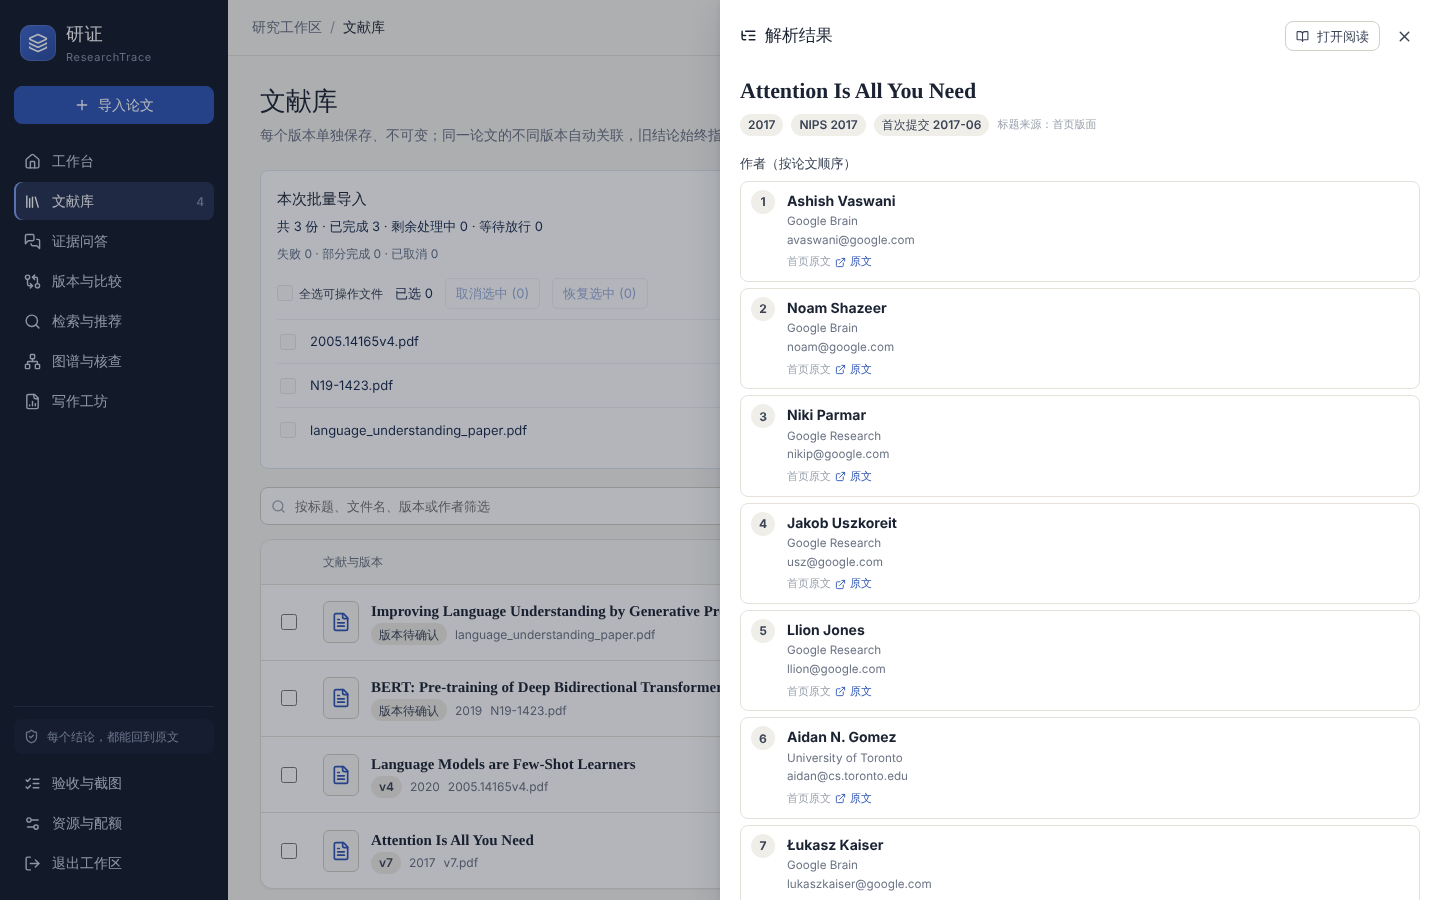 研证
ResearchTrace
导入论文
工作台
文献库 4
证据问答
版本与比较
检索与推荐
图谱与核查
写作工坊
每个结论，都能回到原文
验收与截图
资源与配额
退出工作区
研究工作区 / 文献库
文献库
每个版本单独保存、不可变；同一论文的不同版本自动关联，旧结论始终指
本次批量导入
共 3 份 · 已完成 3 · 剩余处理中 0 · 等待放行 0
失败 0 · 部分完成 0 · 已取消 0
全选可操作文件 已选 0 取消选中 (0) 恢复选中 (0)
2005.14165v4.pdf
N19-1423.pdf
language_understanding_paper.pdf
按标题、文件名、版本或作者筛选
文献与版本
Improving Language Understanding by Generative Pr
版本待确认 language_understanding_paper.pdf
BERT: Pre-training of Deep Bidirectional Transformer
版本待确认 2019 N19-1423.pdf
Language Models are Few-Shot Learners
v4 2020 2005.14165v4.pdf
Attention Is All You Need
v7 2017 v7.pdf
解析结果
打开阅读
Attention Is All You Need
2017 NIPS 2017 首次提交 2017-06 标题来源：首页版面
作者（按论文顺序）
1 Ashish Vaswani
Google Brain
avaswani@google.com
首页原文 原文
2 Noam Shazeer
Google Brain
noam@google.com
首页原文 原文
3 Niki Parmar
Google Research
nikip@google.com
首页原文 原文
4 Jakob Uszkoreit
Google Research
usz@google.com
首页原文 原文
5 Llion Jones
Google Research
llion@google.com
首页原文 原文
6 Aidan N. Gomez
University of Toronto
aidan@cs.toronto.edu
首页原文 原文
7 Łukasz Kaiser
Google Brain
lukaszkaiser@google.com